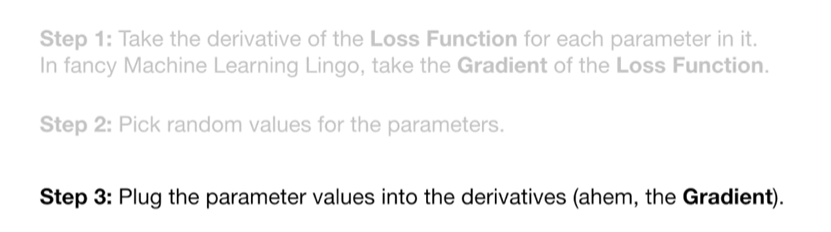 Step 1: Take the derivative of the Loss Function for each parameter in it.
In fancy Machine Learning Lingo, take the Gradient of the Loss Function.
Step 2: Pick random values for the parameters.
Step 3: Plug the parameter values into the derivatives (ahem, the Gradient).